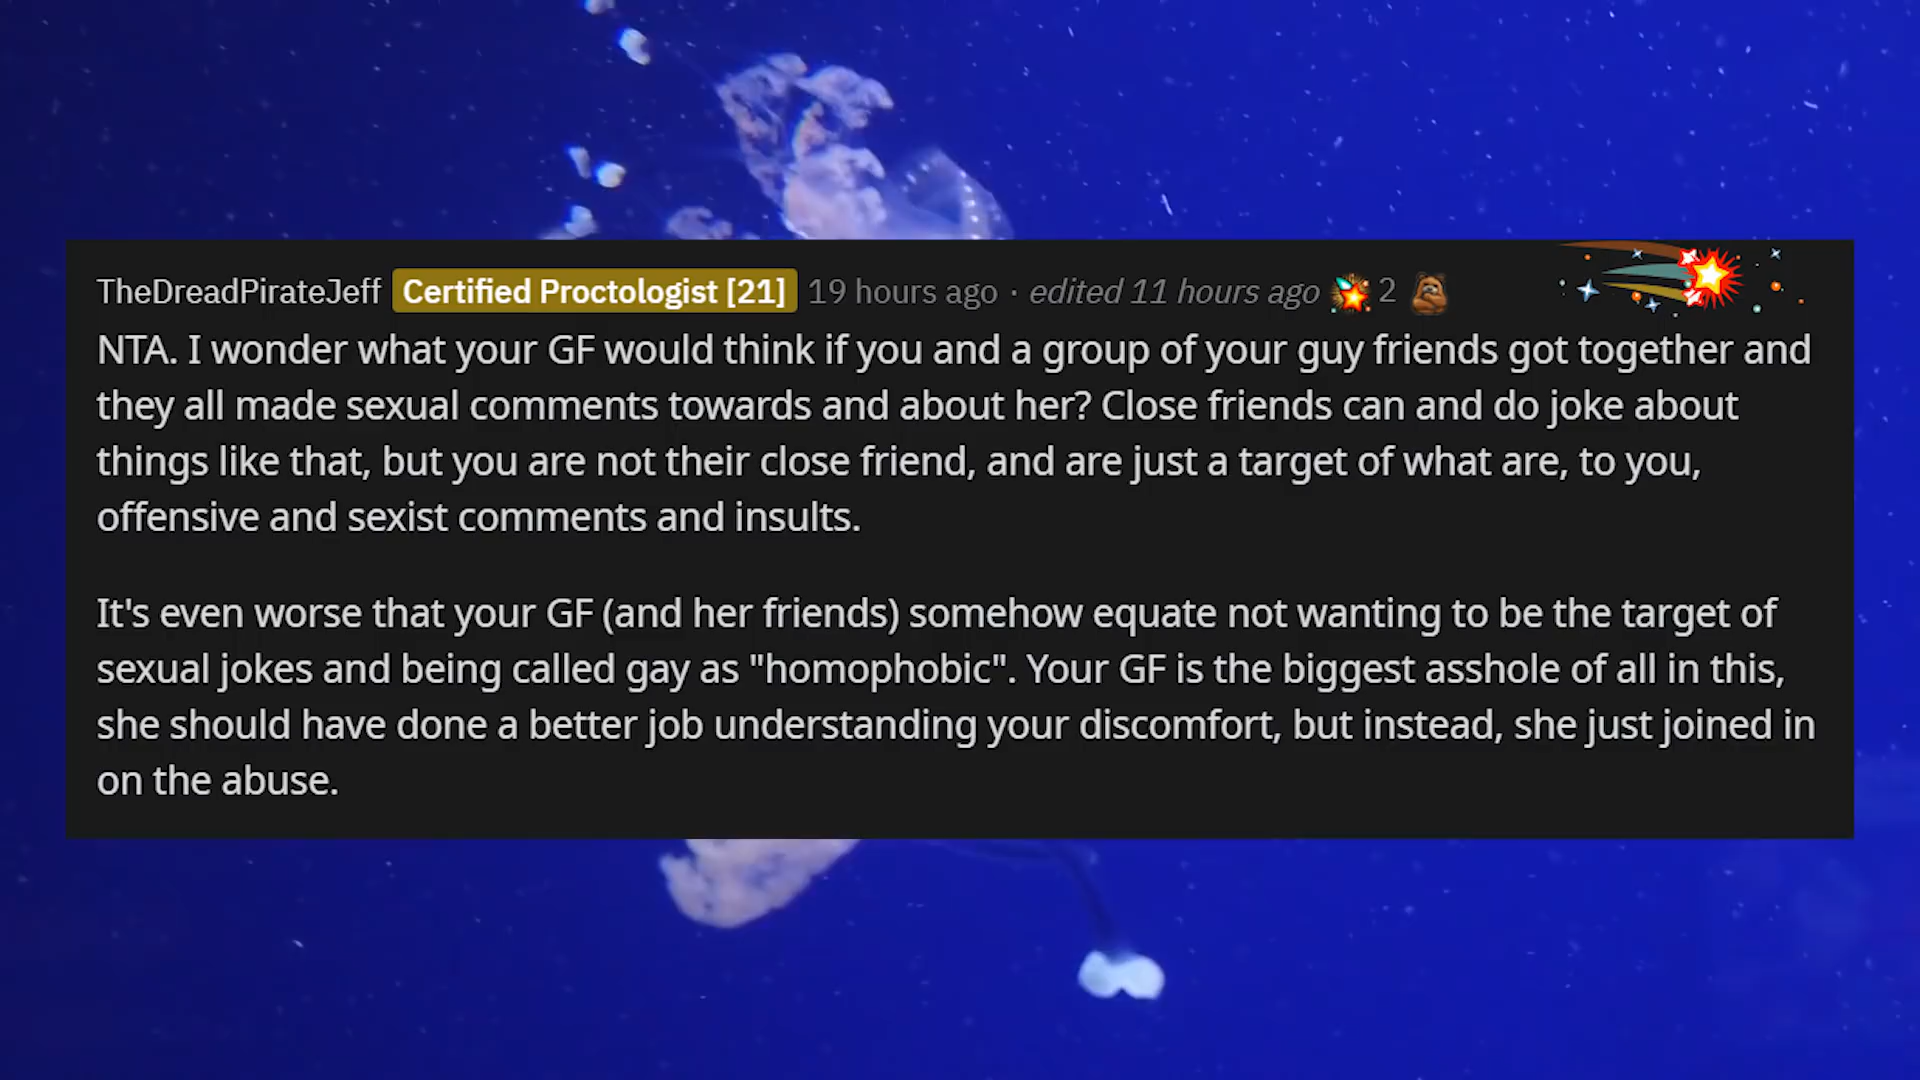 TheDreadPirateJeff Certified Proctologist [21] 19 hours ago · edited 11 hours ago 2
NTA. I wonder what your GF would think if you and a group of your guy friends got together and
they all made sexual comments towards and about her? Close friends can and do joke about
things like that, but you are not their close friend, and are just a target of what are, to you,
offensive and sexist comments and insults.
It's even worse that your GF (and her friends) somehow equate not wanting to be the target of
sexual jokes and being called gay as "homophobic". Your GF is the biggest asshole of all in this,
she should have done a better job understanding your discomfort, but instead, she just joined in
on the abuse.